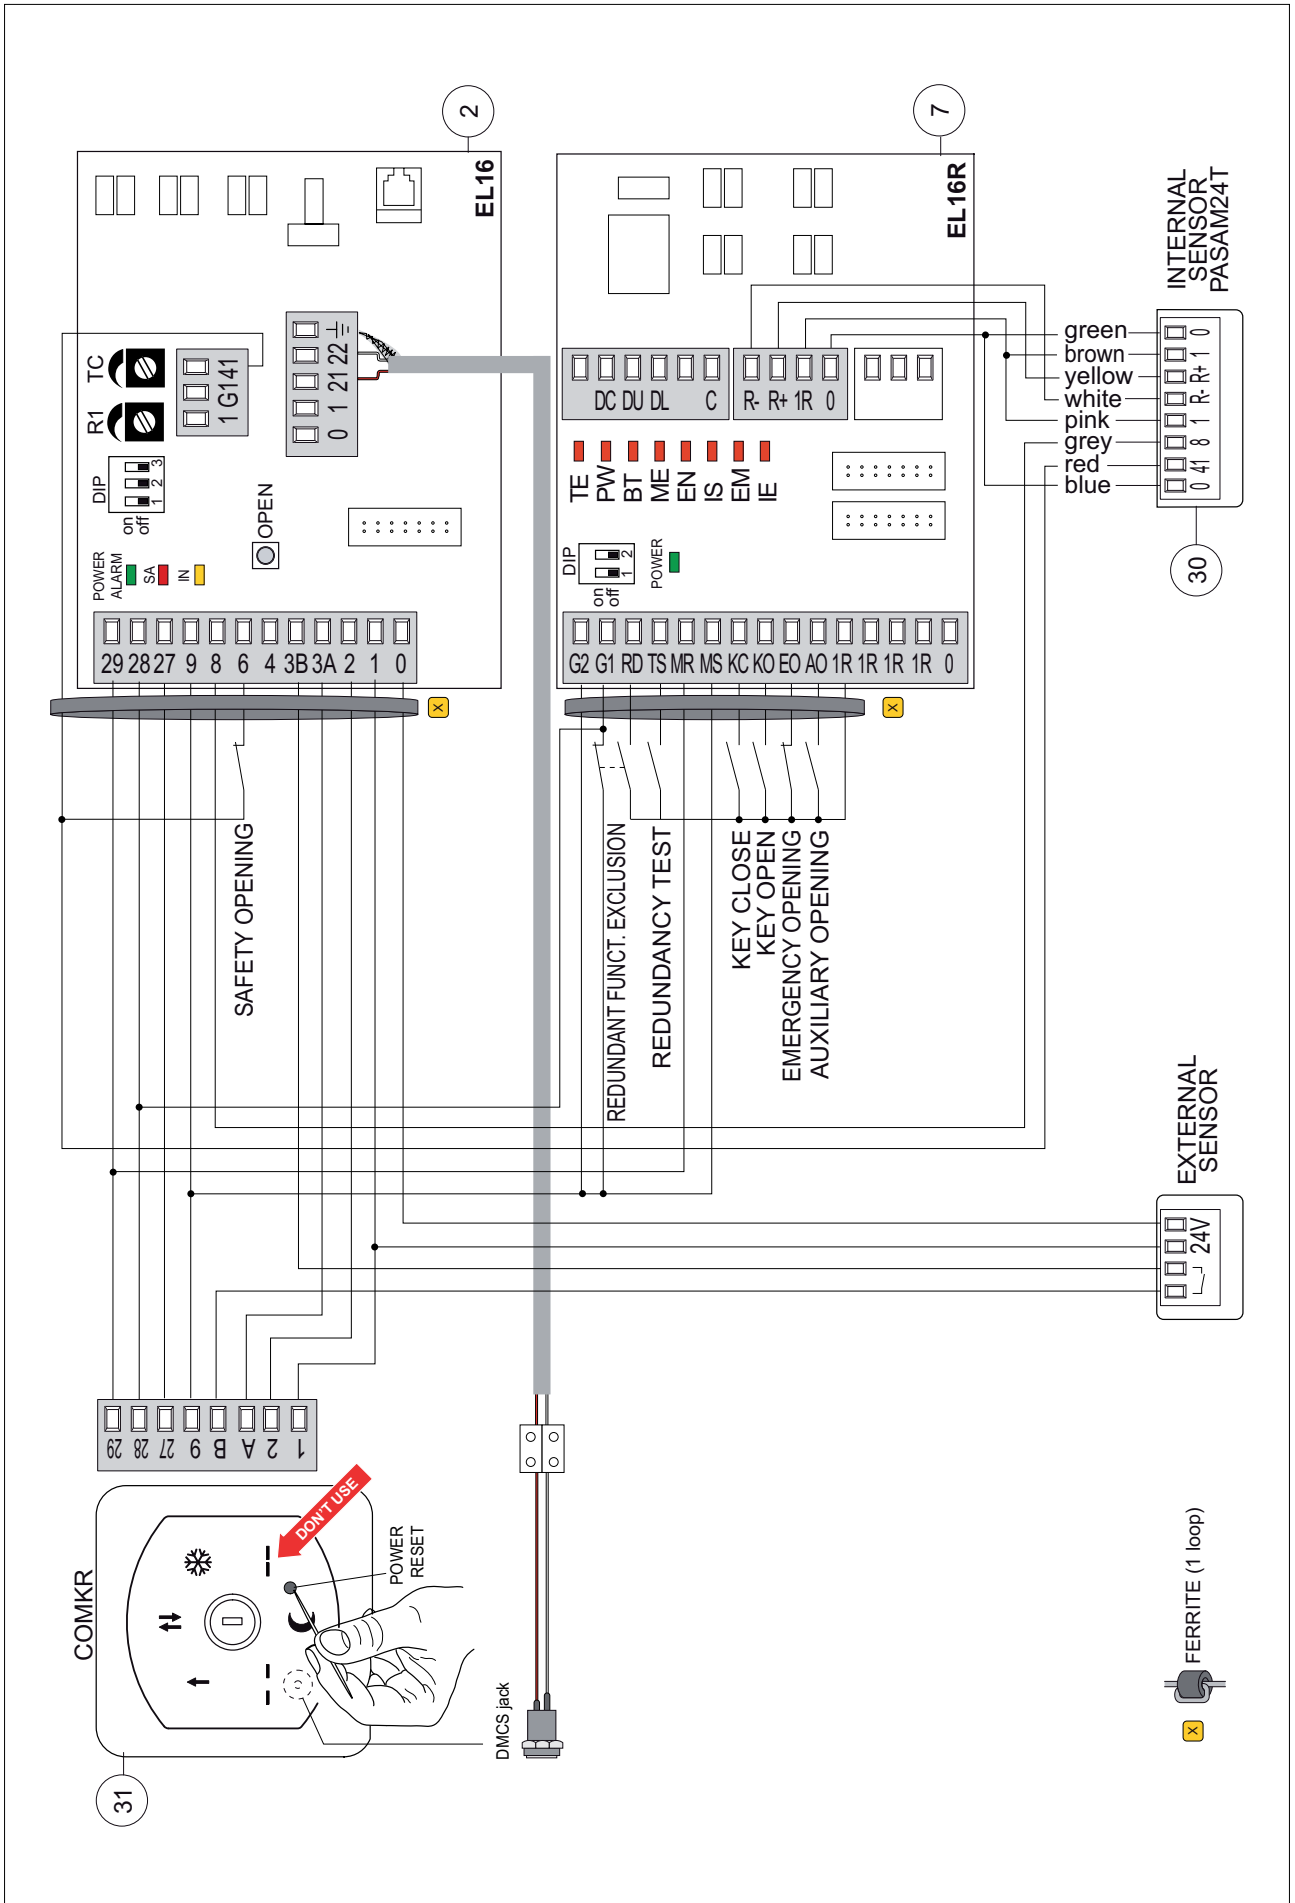 2
EL16
TC
R1
1 G1 41
DIP
on
off
1 2 3
0 1 21 22
OPEN
POWER
ALARM
SA
IN
29 28 27 9 8 6 4 3B 3A 2 1 0
X
SAFETY OPENING
7
EL16R
DC DU DL C
R- R+ 1R 0
TE
PW
BT
ME
EN
IS
EM
IE
DIP
on
off
1 2
POWER
G2 G1 RD TS MR MS KC KO EO AO 1R 1R 1R 1R 0
X
REDUNDANT FUNCT. EXCLUSION
REDUNDANCY TEST
KEY CLOSE
KEY OPEN
EMERGENCY OPENING
AUXILIARY OPENING
INTERNAL
SENSOR
PASAM24T
green
brown
yellow
white
pink
grey
red
blue
0 41 8 1 R- R+ 1 0
30
EXTERNAL
SENSOR
24V
29 28 27 9 B A 2 1
COMKR
DON'T USE
POWER
RESET
DMCS jack
31
X
FERRITE (1 loop)